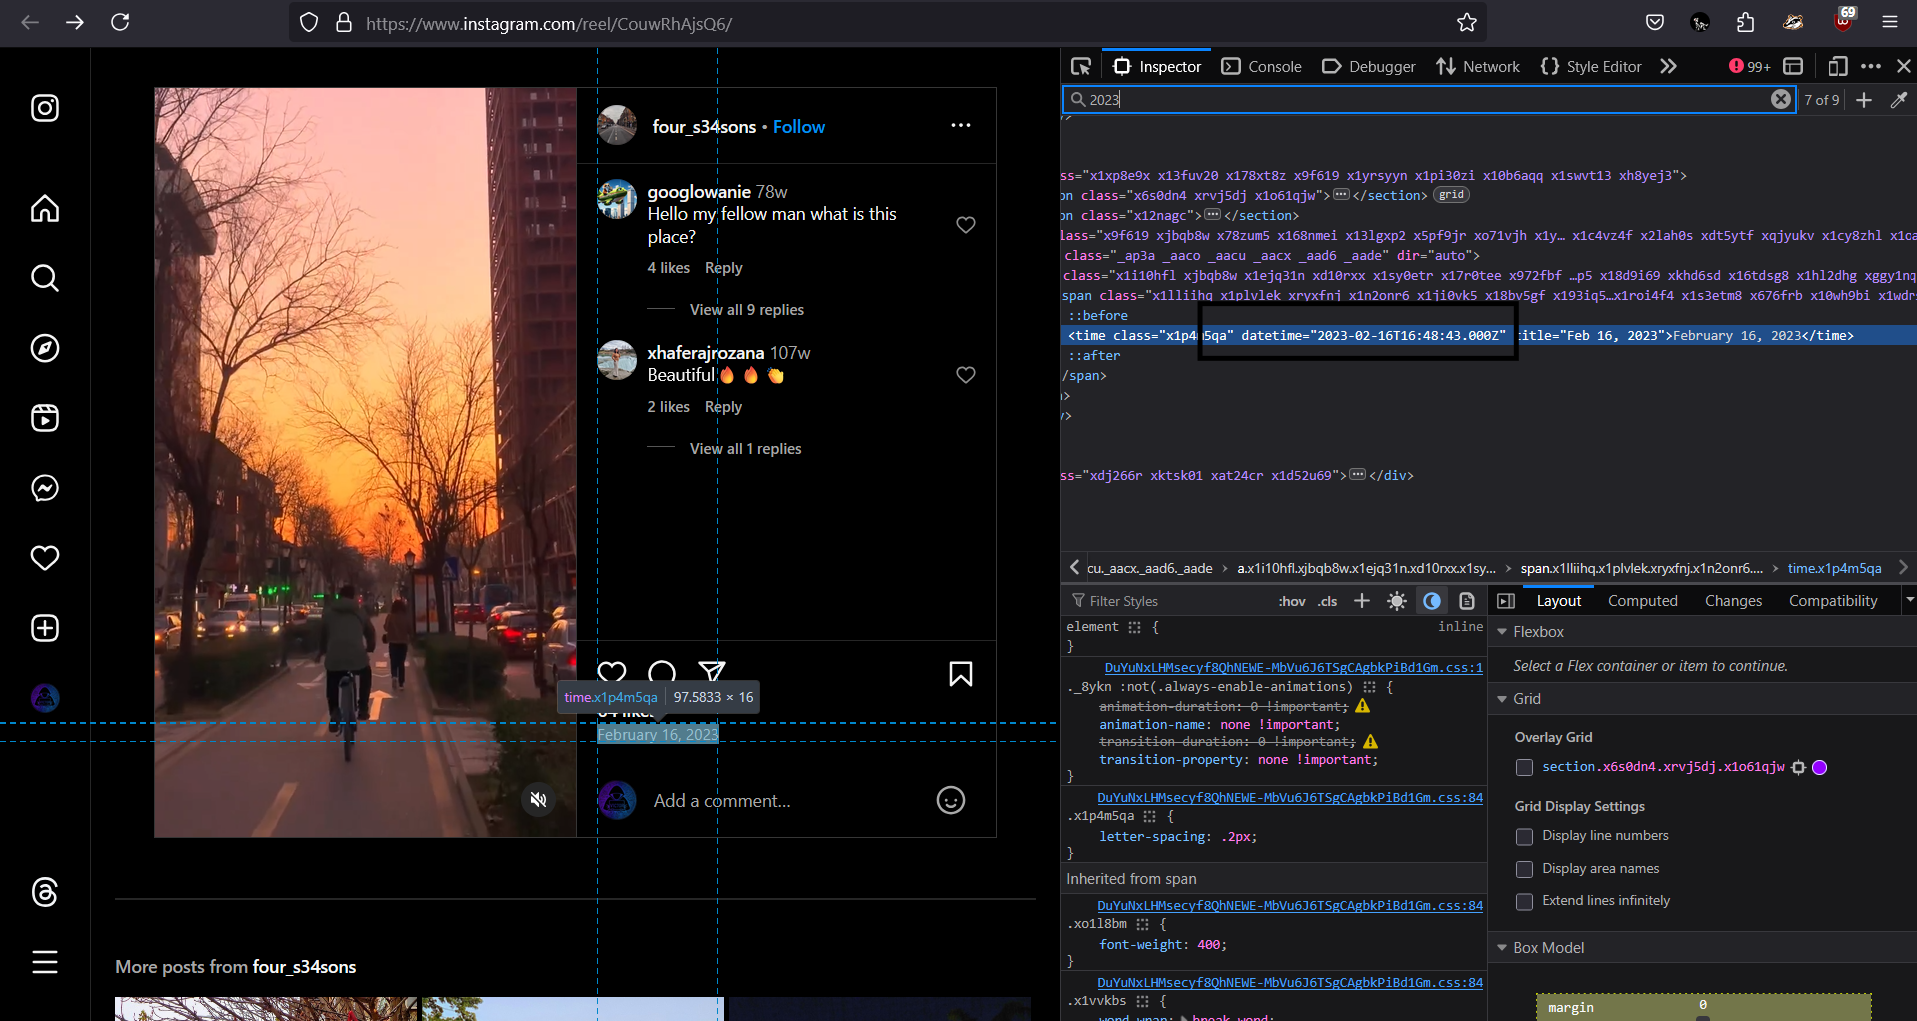 https://www.instagram.com/reel/CouwRhAjsQ6/
69
four_s34sons • Follow
googlowanie 78w
Hello my fellow man what is this
place?
4 likes Reply
View all 9 replies
xhaferajrozana 107w
Beautiful🔥 🔥 👏
2 likes Reply
View all 1 replies
time.x1p4m5qa 97.5833 × 16
February 16, 2023
Add a comment...
More posts from four_s34sons
Inspector Console Debugger Network Style Editor 99+
2023 7 of 9
ss="x1xp8e9x x13fuv20 x178xt8z x9f619 x1yrsyyn x1pi30zi x10b6aqq x1swvt13 xh8yej3">
on class="x6s0dn4 xrvj5dj x1o61qjw"> </section> grid
on class="x12nagc"> </section>
lass="x9f619 xjbqb8w x78zum5 x168nmei x13lgxp2 x5pf9jr xo71vjh x1y… x1c4vz4f x2lah0s xdt5ytf xqjyukv x1cy8zhl x1oa
class="_ap3a _aaco _aacu _aacx _aad6 _aade" dir="auto">
class="x1i10hfl xjbqb8w x1ejq31n xd10rxx x1sy0etr x17r0tee x972fbf …p5 x18d9i69 xkhd6sd x16tdsg8 x1hl2dhg xggy1nq
span class="x1lliihq x1plvlek xryxfnj x1n2onr6 x1ji0vk5 x18bv5gf x193iq5…x1roi4f4 x1s3etm8 x676frb x10wh9bi x1wdr
::before
<time class="x1p4m5qa" datetime="2023-02-16T16:48:43.000Z" title="Feb 16, 2023">February 16, 2023</time>
::after
/span>
>
/>
ss="xdj266r xktsk01 xat24cr x1d52u69"> </div>
cu._aacx._aad6._aade a.x1i10hfl.xjbqb8w.x1ejq31n.xd10rxx.x1sy... span.x1lliihq.x1plvlek.xryxfnj.x1n2onr6.... time.x1p4m5qa
Filter Styles :hov .cls
element { inline
}
DuYuNxLHMsecyf8QhNEWE-MbVu6J6TSgCAgbkPiBd1Gm.css:1
._8ykn :not(.always-enable-animations) {
animation-duration: 0 !important;
animation-name: none !important;
transition-duration: 0 !important;
transition-property: none !important;
}
DuYuNxLHMsecyf8QhNEWE-MbVu6J6TSgCAgbkPiBd1Gm.css:84
.x1p4m5qa {
letter-spacing: .2px;
}
Inherited from span
DuYuNxLHMsecyf8QhNEWE-MbVu6J6TSgCAgbkPiBd1Gm.css:84
.xo1l8bm {
font-weight: 400;
}
DuYuNxLHMsecyf8QhNEWE-MbVu6J6TSgCAgbkPiBd1Gm.css:84
.x1vvkbs {
word-wrap: break-word;
Layout Computed Changes Compatibility
Flexbox
Select a Flex container or item to continue.
Grid
Overlay Grid
section.x6s0dn4.xrvj5dj.x1o61qjw
Grid Display Settings
Display line numbers
Display area names
Extend lines infinitely
Box Model
margin 0